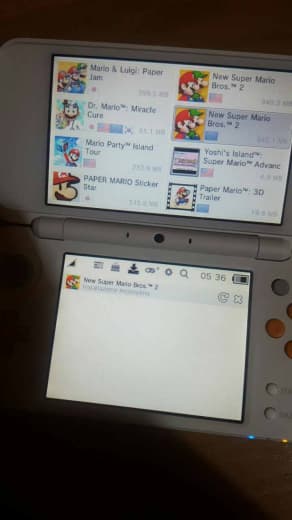 Mario & Luigi: Paper
Jam
New Super Mario
Bros.™ 2
Dr. Mario™: Miracle
Cure
New Super Mario
Bros.™ 2
Mario Party™ Island
Tour
Yoshi's Island™:
Super Mario™ Advanc
PAPER MARIO Sticker
Star
Paper Mario™: 3D
Trailer
05 36
New Super Mario Bros.™ 2